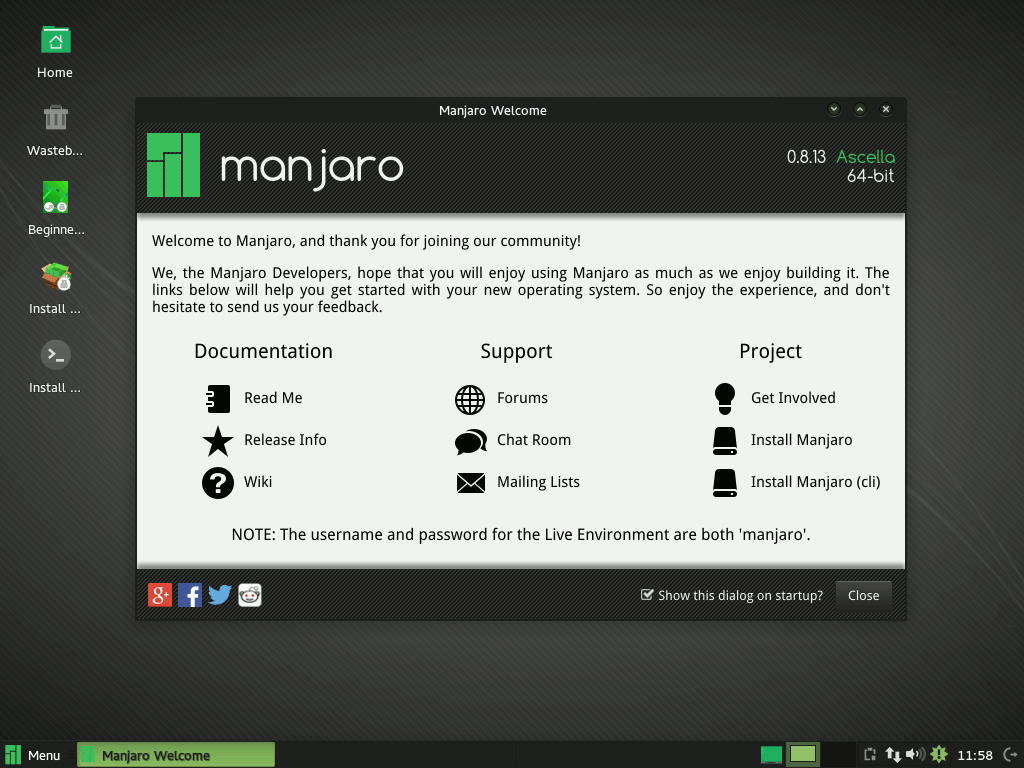 Home
Wasteb...
Beginne...
Install ...
Install ...
Manjaro Welcome
manjaro
0.8.13 Ascella
64-bit
Welcome to Manjaro, and thank you for joining our community!
We, the Manjaro Developers, hope that you will enjoy using Manjaro as much as we enjoy building it. The
links below will help you get started with your new operating system. So enjoy the experience, and don't
hesitate to send us your feedback.
Documentation
Read Me
Release Info
Wiki
Support
Forums
Chat Room
Mailing Lists
Project
Get Involved
Install Manjaro
Install Manjaro (cli)
NOTE: The username and password for the Live Environment are both 'manjaro'.
Show this dialog on startup?
Close
Menu
Manjaro Welcome
11:58